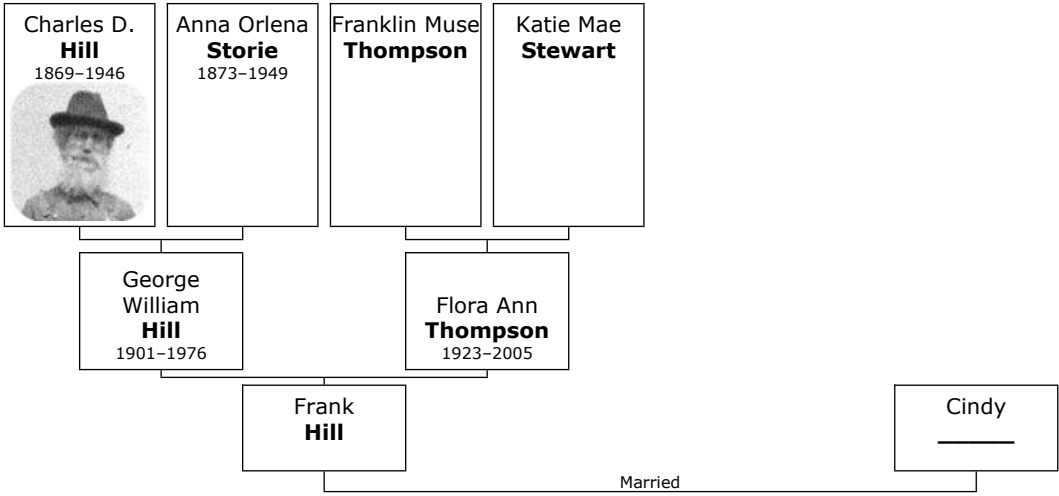 Charles D.
Hill
1869–1946
Anna Orlena
Storie
1873–1949
Franklin Muse
Thompson
Katie Mae
Stewart
George
William
Hill
1901–1976
Flora Ann
Thompson
1923–2005
Frank
Hill
Cindy
______
Married